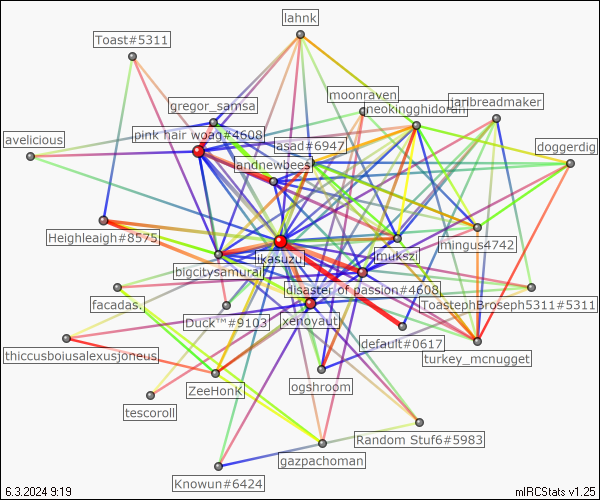 lahnk
Toast#5311
moonraven
gregor_samsa
neokingghidorah
jarlbreadmaker
pink hair woag#4608
avelicious
asad#6947
doggerdig
andnewbees
Heighleigh#8575
mingus4742
likasuzu
mukszil
bigcitysamurai
disaster of passion#4608
facadas.
ToastephBroseph5311#5311
Duck™#9103
xenoyaut
default#0617
thiccusboiusalexusjoneus
turkey_mcnugget
ZeeHonK
ogshroom
tescoroll
Random Stuf6#5983
gazpachoman
Knowun#6424
6.3.2024 9:19
mIRCStats v1.25